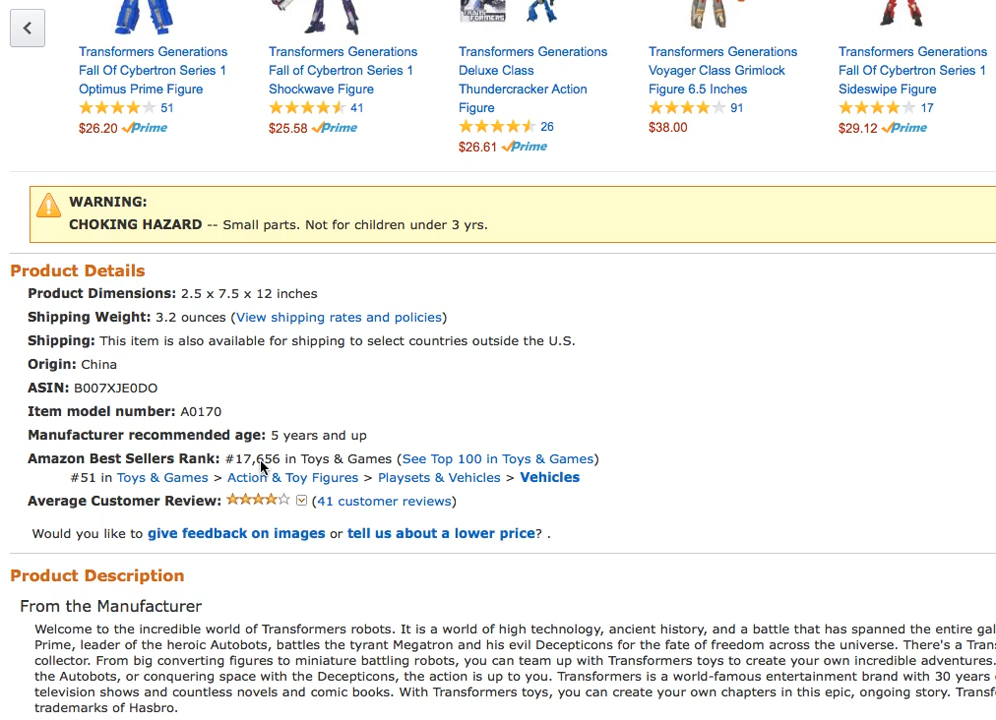 TRANSFORMERS
Transformers Generations
Fall Of Cybertron Series 1
Optimus Prime Figure
51
$26.20 Prime
Transformers Generations
Fall of Cybertron Series 1
Shockwave Figure
41
$25.58 Prime
Transformers Generations
Deluxe Class
Thundercracker Action
Figure
26
$26.61 Prime
Transformers Generations
Voyager Class Grimlock
Figure 6.5 Inches
91
$38.00
Transformers Generations
Fall Of Cybertron Series 1
Sideswipe Figure
17
$29.12 Prime
WARNING:
CHOKING HAZARD -- Small parts. Not for children under 3 yrs.
Product Details
Product Dimensions: 2.5 x 7.5 x 12 inches
Shipping Weight: 3.2 ounces (View shipping rates and policies)
Shipping: This item is also available for shipping to select countries outside the U.S.
Origin: China
ASIN: B007XJE0DO
Item model number: A0170
Manufacturer recommended age: 5 years and up
Amazon Best Sellers Rank: #17,656 in Toys & Games (See Top 100 in Toys & Games)
#51 in Toys & Games > Action & Toy Figures > Playsets & Vehicles > Vehicles
Average Customer Review: (41 customer reviews)
Would you like to give feedback on images or tell us about a lower price? .
Product Description
From the Manufacturer
Welcome to the incredible world of Transformers robots. It is a world of high technology, ancient history, and a battle that has spanned the entire gal
Prime, leader of the heroic Autobots, battles the tyrant Megatron and his evil Decepticons for the fate of freedom across the universe. There's a Tran
collector. From big converting figures to miniature battling robots, you can team up with Transformers toys to create your own incredible adventures.
the Autobots, or conquering space with the Decepticons, the action is up to you. Transformers is a world-famous entertainment brand with 30 years
television shows and countless novels and comic books. With Transformers toys, you can create your own chapters in this epic, ongoing story. Transf
trademarks of Hasbro.